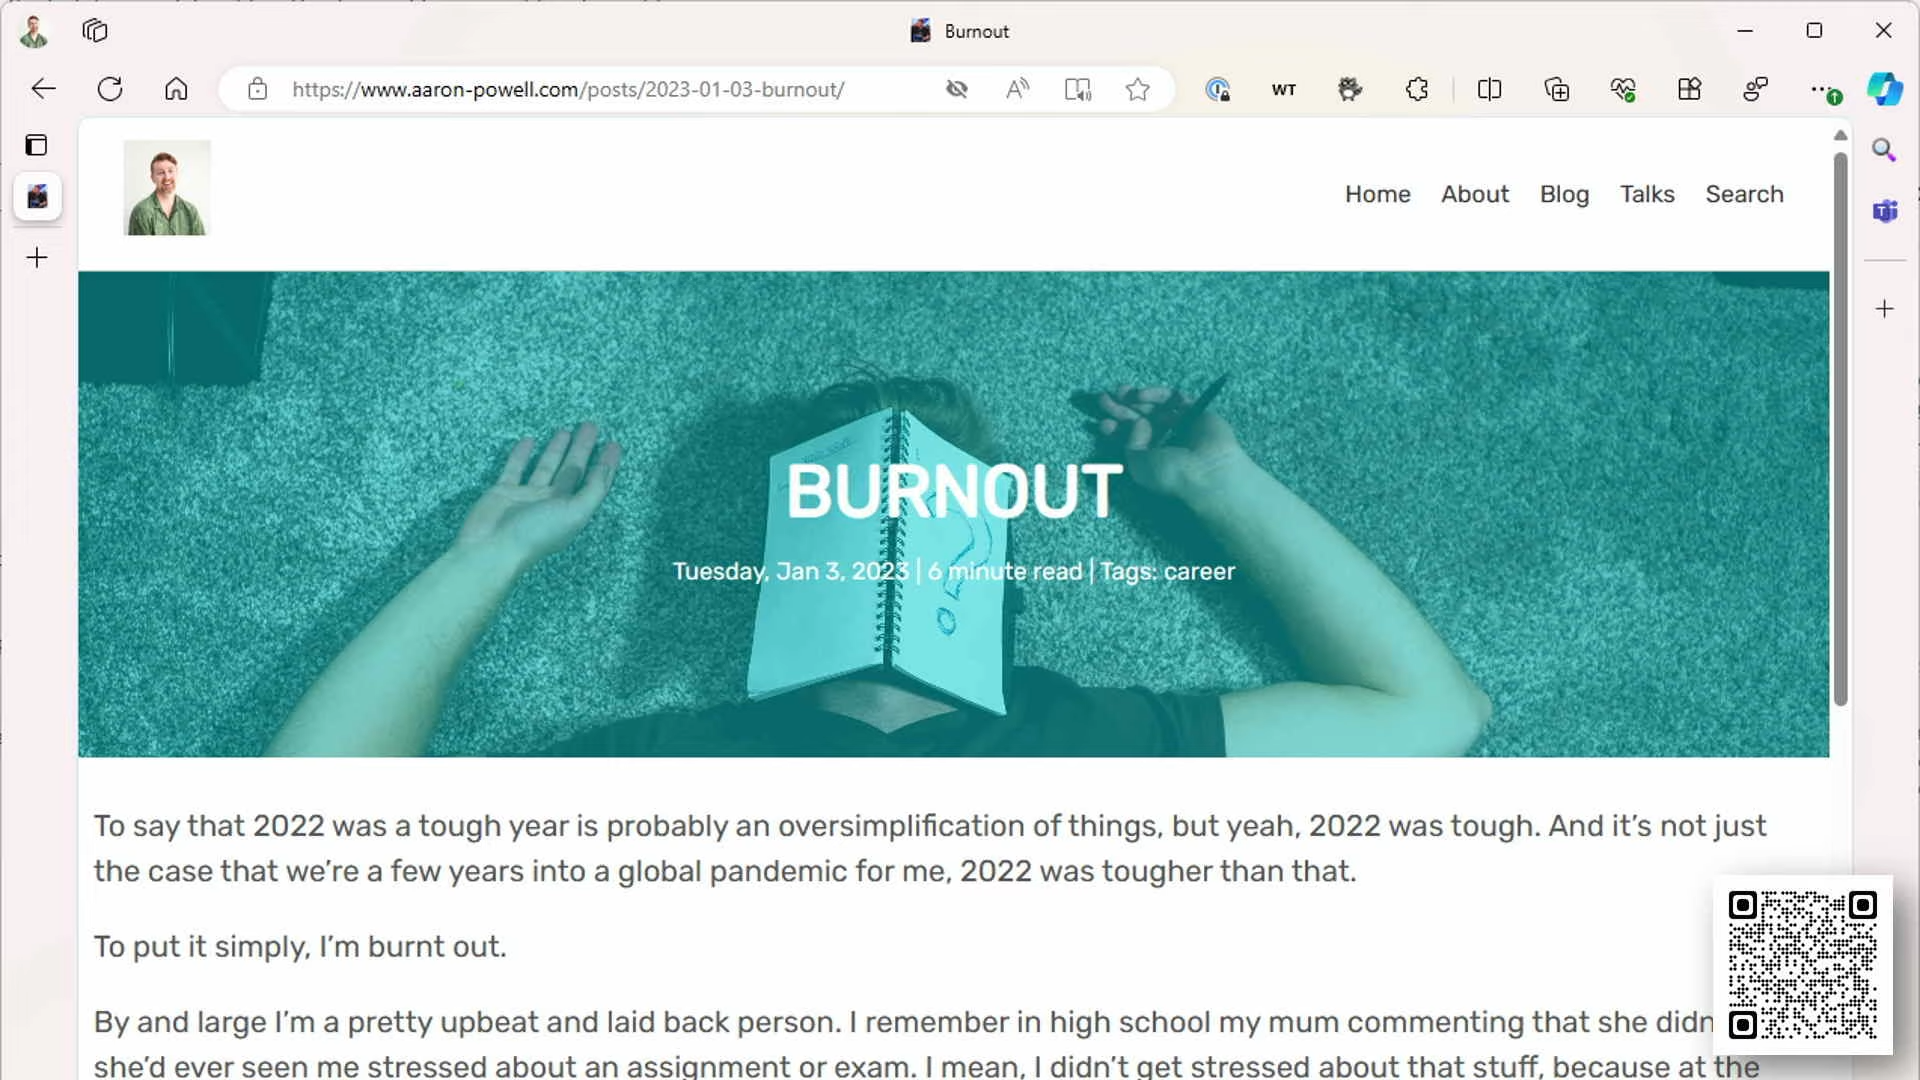 Burnout
https://www.aaron-powell.com/posts/2023-01-03-burnout/
WT
Home About Blog Talks Search
BURNOUT
Tuesday, Jan 3, 2023 | 6 minute read | Tags: career
To say that 2022 was a tough year is probably an oversimplification of things, but yeah, 2022 was tough. And it's not just
the case that we're a few years into a global pandemic for me, 2022 was tougher than that.
To put it simply, I'm burnt out.
By and large I'm a pretty upbeat and laid back person. I remember in high school my mum commenting that she didn
she'd ever seen me stressed about an assignment or exam. I mean, I didn't get stressed about that stuff, because at the